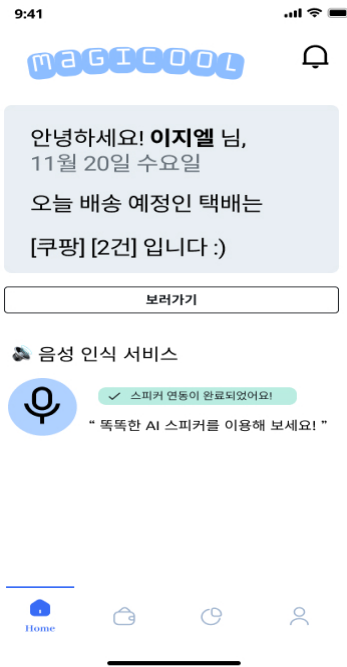 9:41
MAGICOOL
안녕하세요! 이지엘 님,
11월 20일 수요일
오늘 배송 예정인 택배는
[쿠팡] [2건] 입니다 :)
보러가기
음성 인식 서비스
스피커 연동이 완료되었어요!
“ 똑똑한 AI 스피커를 이용해 보세요! ”
Home